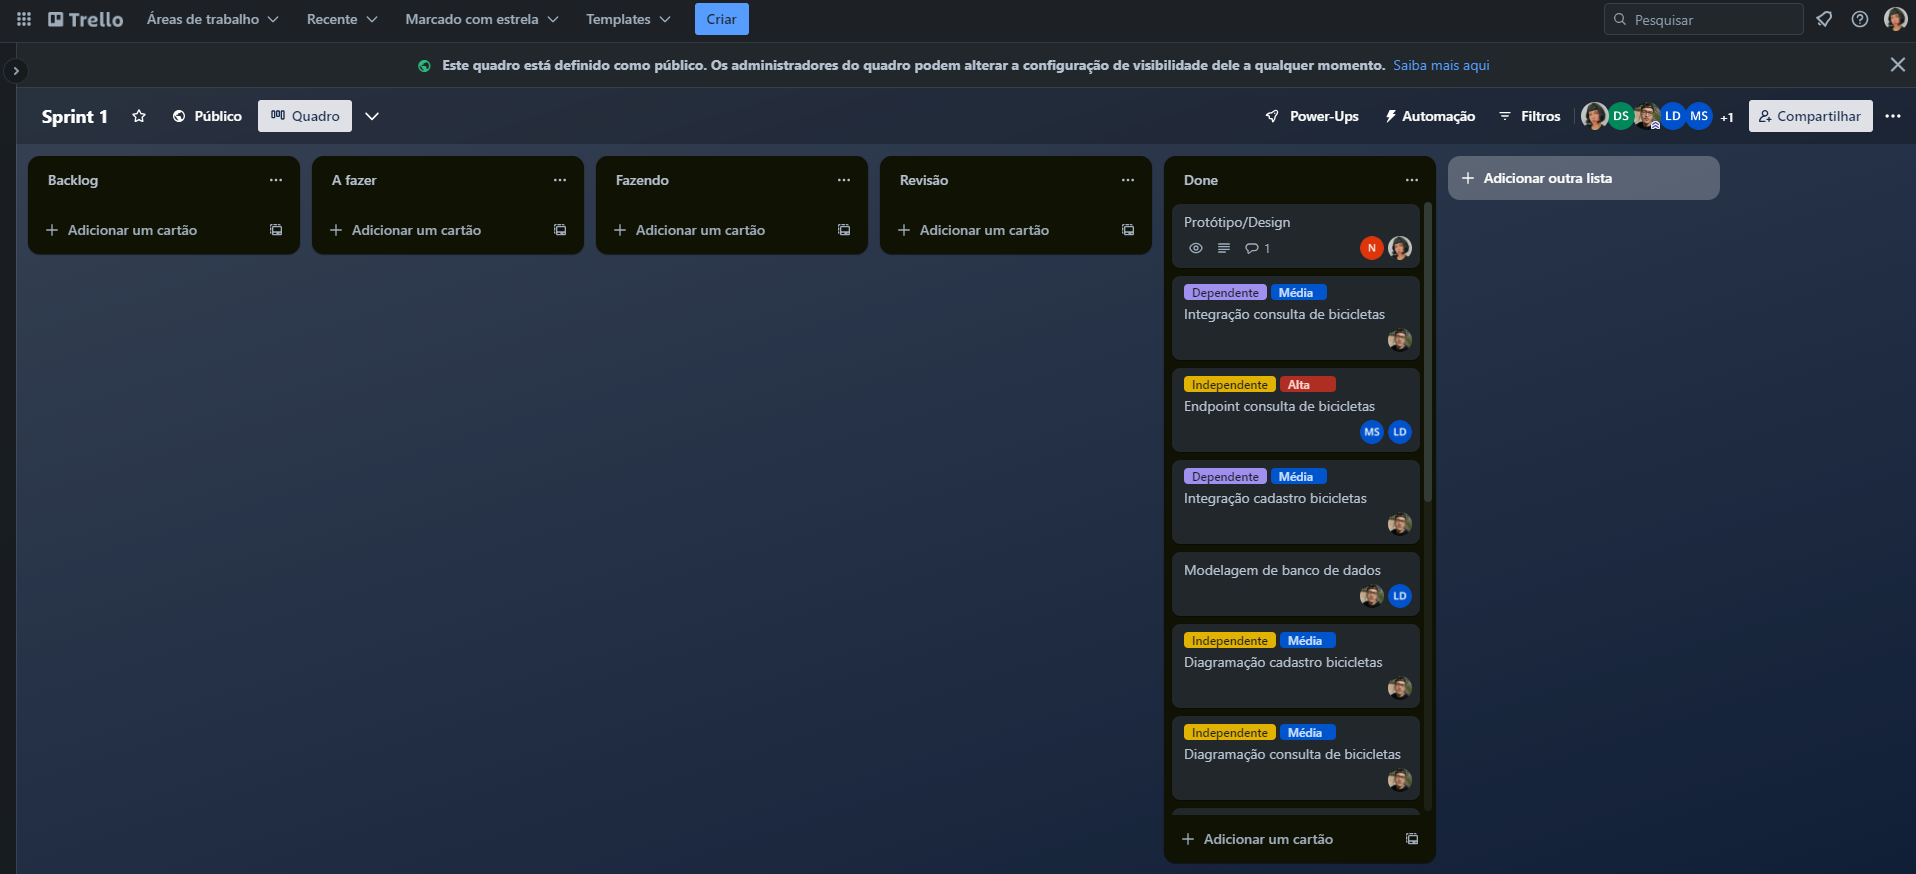 Trello
Áreas de trabalho
Recente
Marcado com estrela
Templates
Criar
Pesquisar
Este quadro está definido como público. Os administradores do quadro podem alterar a configuração de visibilidade dele a qualquer momento. Saiba mais aqui
Sprint 1
Público
Quadro
Power-Ups
Automação
Filtros
DS
LD
MS
+1
Compartilhar
Backlog
Adicionar um cartão
A fazer
Adicionar um cartão
Fazendo
Adicionar um cartão
Revisão
Adicionar um cartão
Done
Protótipo/Design
1
N
Dependente Média
Integração consulta de bicicletas
Independente Alta
Endpoint consulta de bicicletas
MS LD
Dependente Média
Integração cadastro bicicletas
Modelagem de banco de dados
LD
Independente Média
Diagramação cadastro bicicletas
Independente Média
Diagramação consulta de bicicletas
Adicionar um cartão
Adicionar outra lista